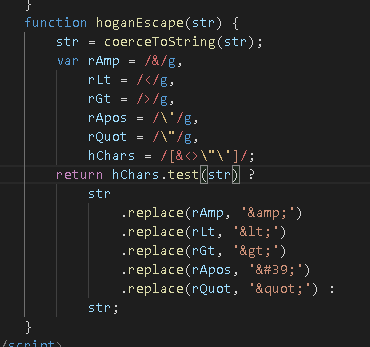 }
function hoganEscape(str) {
str = coerceToString(str);
var rAmp = /&/g,
rLt = /</g,
rGt = />/g,
rApos = /\'/g,
rQuot = /\"/g,
hChars = /[&<>\"\']/;
return hChars.test(str) ?
str
.replace(rAmp, '&amp;')
.replace(rLt, '&lt;')
.replace(rGt, '&gt;')
.replace(rApos, '&#39;')
.replace(rQuot, '&quot;') :
str;
}
/script>